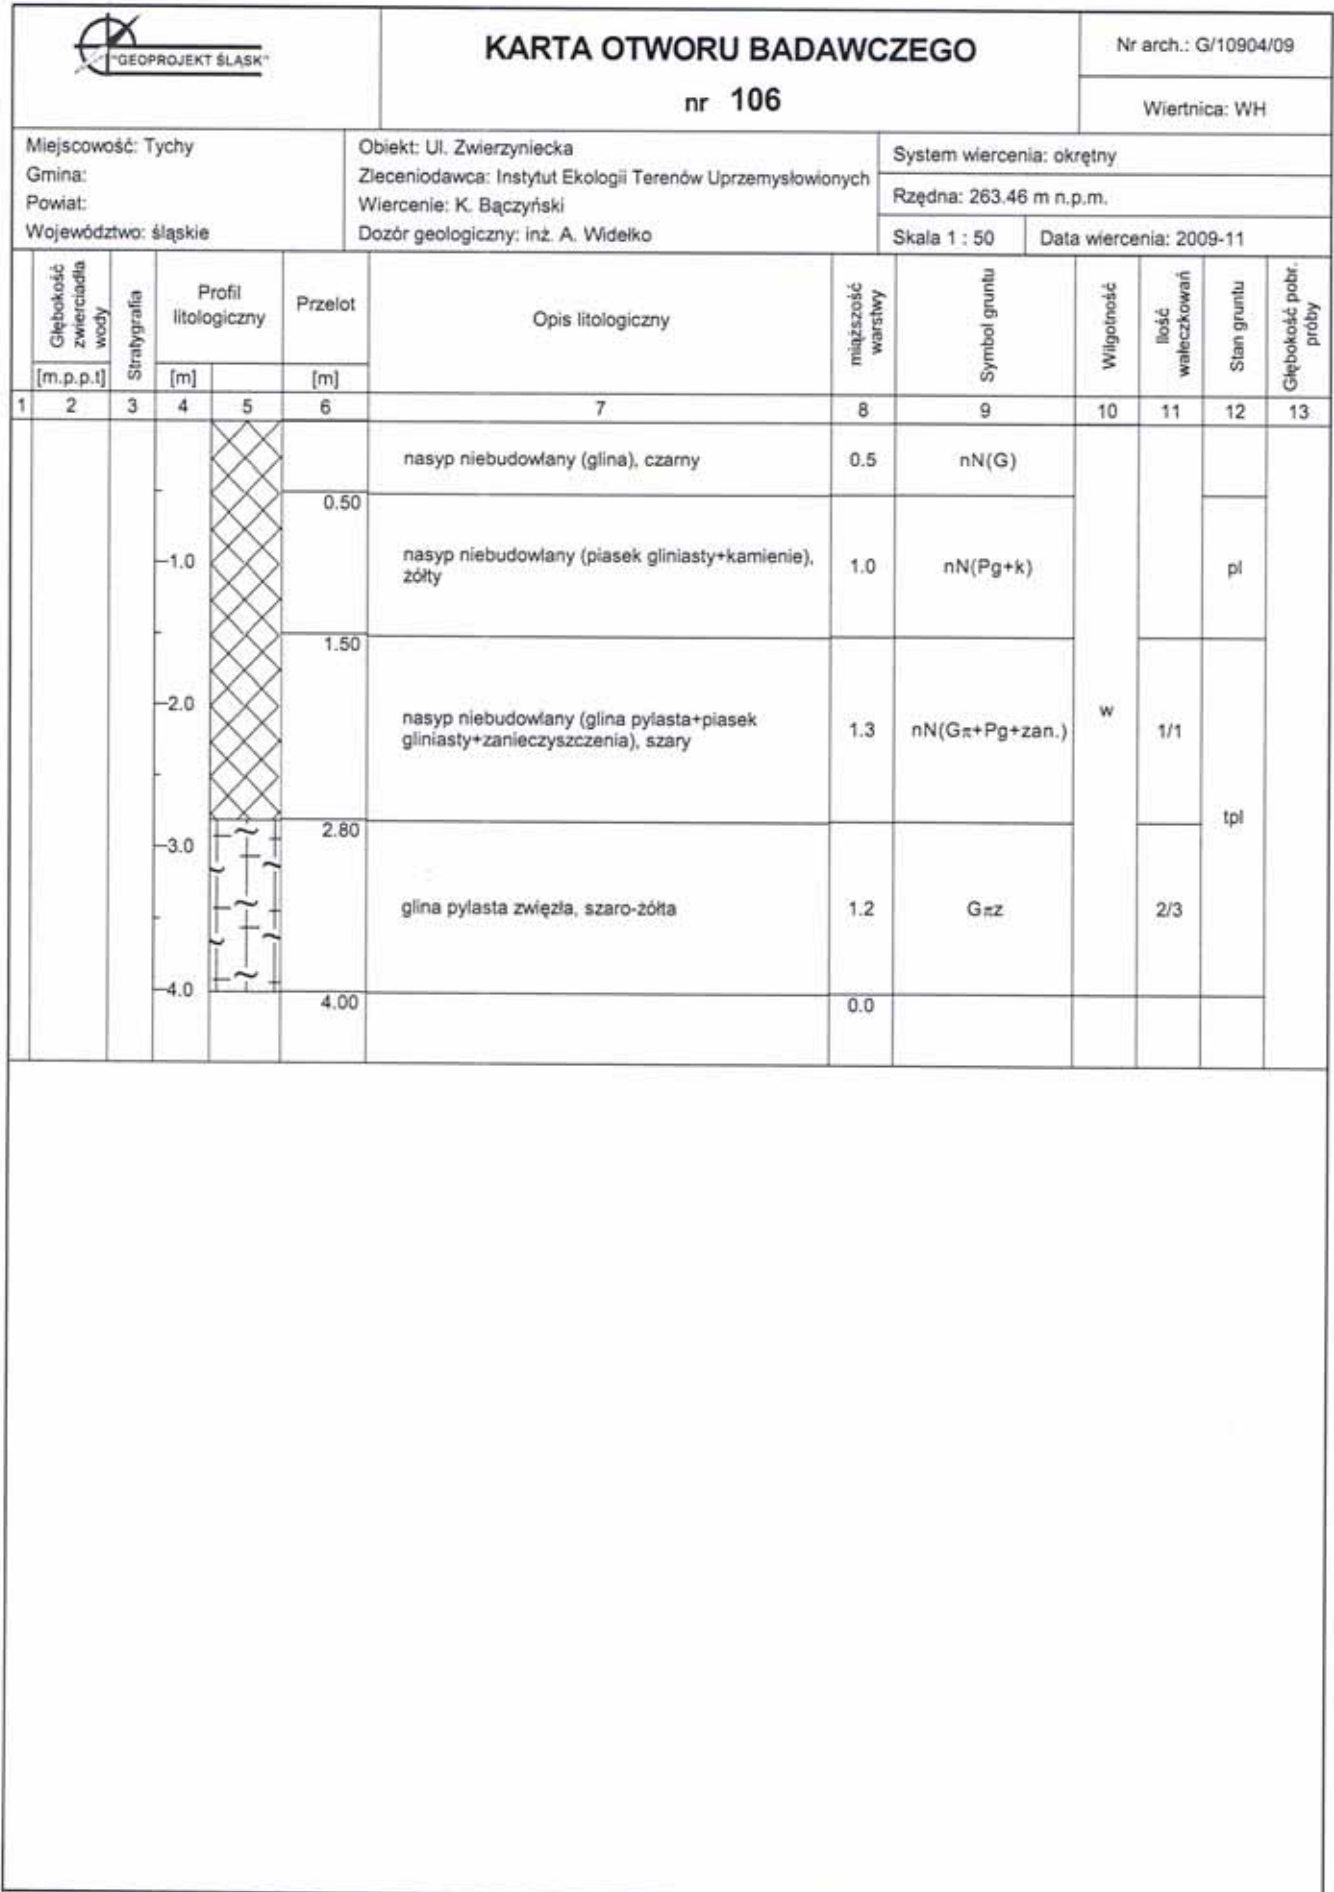 "GEOPROJEKT ŚLĄSK"
KARTA OTWORU BADAWCZEGO
nr 106
Nr arch.: G/10904/09
Wiertnica: WH
Miejscowość: Tychy
Gmina:
Powiat:
Województwo: śląskie
Obiekt: Ul. Zwierzyniecka
Zleceniodawca: Instytut Ekologii Terenów Uprzemysłowionych
Wiercenie: K. Bączyński
Dozór geologiczny: inż. A. Widełko
System wiercenia: okrętny
Rzędna: 263.46 m n.p.m.
Skala 1 : 50
Data wiercenia: 2009-11
Głębokość
zwierciadła
wody
[m.p.p.t]
Stratygrafia
Profil
litologiczny
[m]
Przelot
[m]
Opis litologiczny
miąższość
warstwy
Symbol gruntu
Wilgotność
Ilość
wałeczkowań
Stan gruntu
Głębokość pobr.
próby
1 2 3 4 5 6 7 8 9 10 11 12 13
nasyp niebudowlany (glina), czarny 0.5 nN(G)
0.50
-1.0
nasyp niebudowlany (piasek gliniasty+kamienie),
żółty
1.0 nN(Pg+k) pl
1.50
-2.0
nasyp niebudowlany (glina pylasta+piasek
gliniasty+zanieczyszczenia), szary
1.3 nN(Gπ+Pg+zan.) w 1/1
tpl
2.80
-3.0
glina pylasta zwięzła, szaro-żółta 1.2 Gπz 2/3
-4.0
4.00 0.0